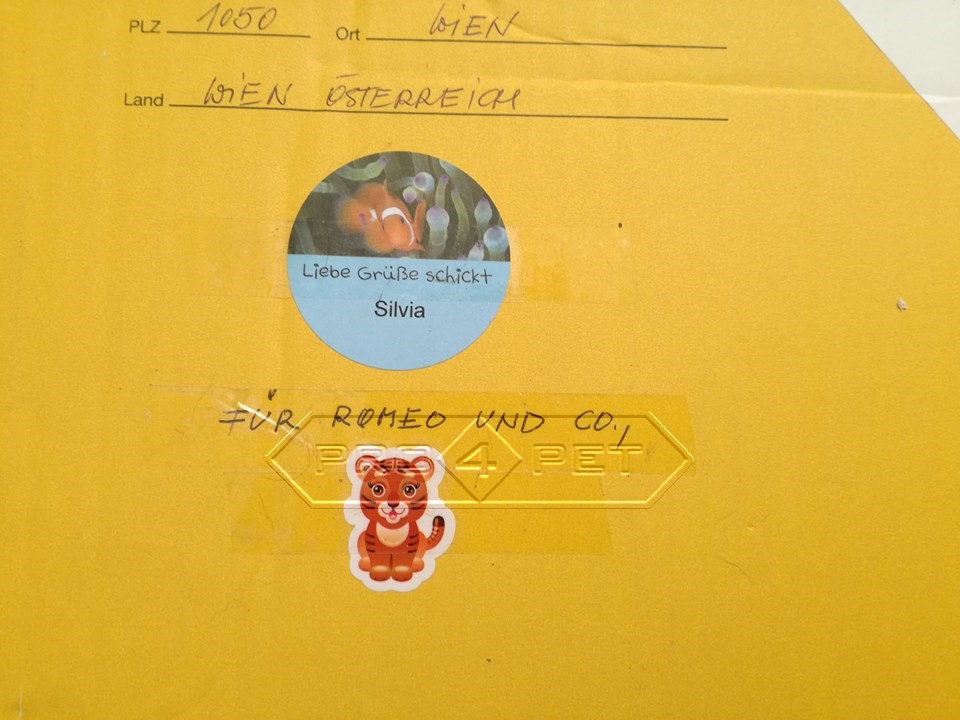 PLZ 1050 Ort WiEN
Land WiEN ÖSTERREiCH
Liebe Grüße schickt
Silvia
FÜR ROMEO UND CO.,
PRO 4 PET